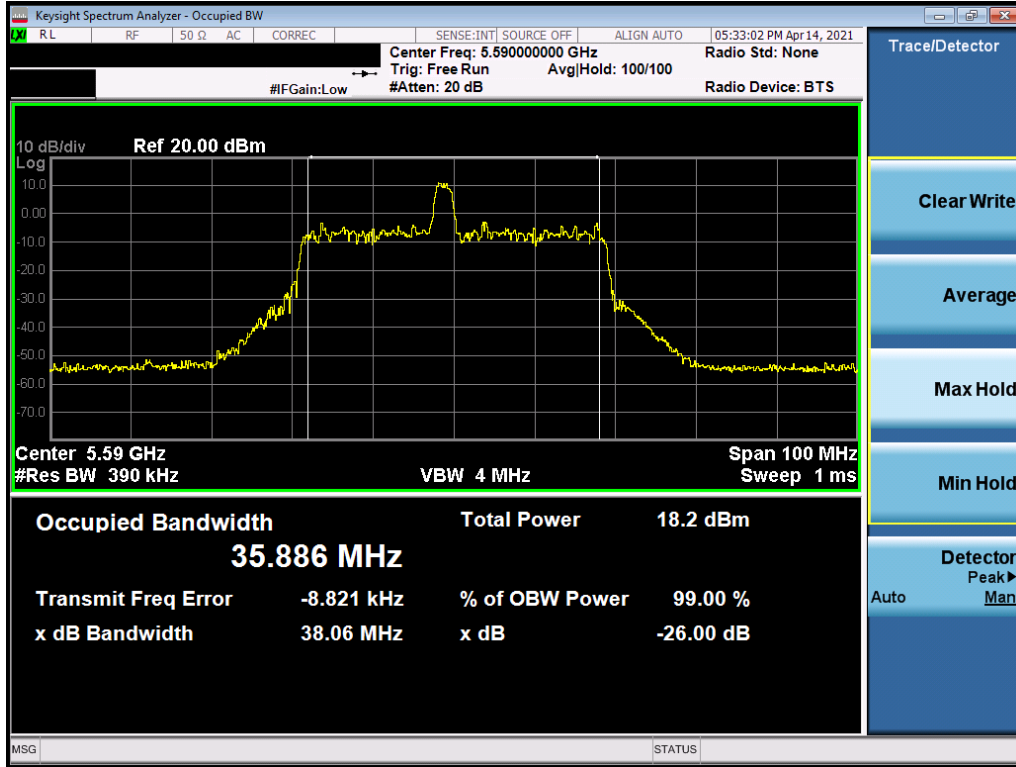 Keysight Spectrum Analyzer - Occupied BW
LXI RL RF 50 Ω AC CORREC SENSE:INT SOURCE OFF ALIGN AUTO 05:33:02 PM Apr 14, 2021
Center Freq: 5.590000000 GHz Radio Std: None
Trig: Free Run Avg|Hold: 100/100
#IFGain:Low #Atten: 20 dB Radio Device: BTS
Trace/Detector
10 dB/div Ref 20.00 dBm
Log
10.0
0.00
-10.0
-20.0
-30.0
-40.0
-50.0
-60.0
-70.0
Center 5.59 GHz Span 100 MHz
#Res BW 390 kHz VBW 4 MHz Sweep 1 ms
Clear Write
Average
Max Hold
Min Hold
Detector
Peak▶
Auto Man
Occupied Bandwidth Total Power 18.2 dBm
35.886 MHz
Transmit Freq Error -8.821 kHz % of OBW Power 99.00 %
x dB Bandwidth 38.06 MHz x dB -26.00 dB
MSG STATUS